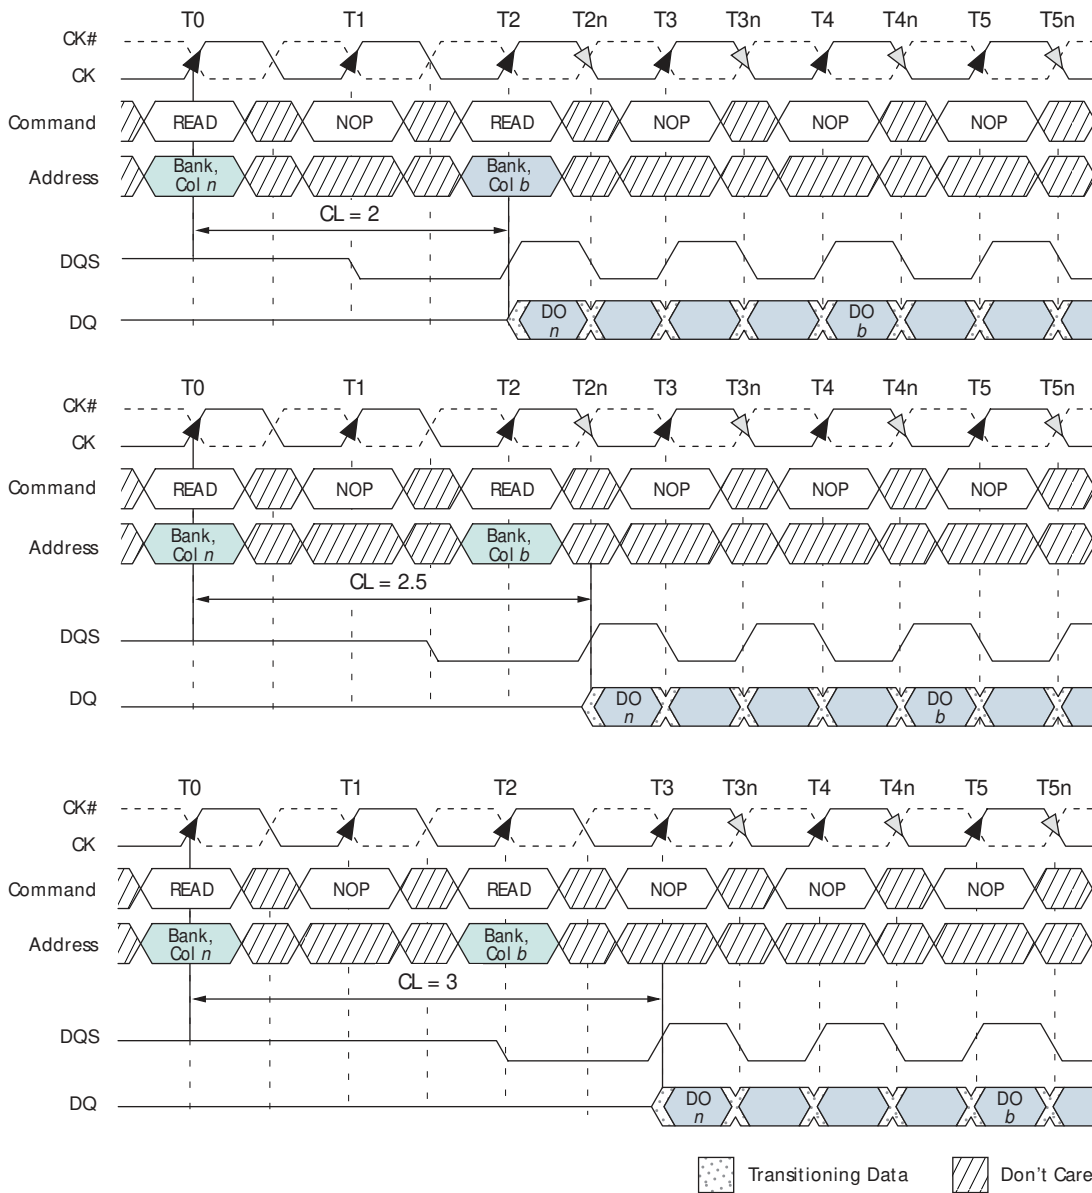 T0 T1 T2 T2n T3 T3n T4 T4n T5 T5n
CK#
CK
Command READ NOP READ NOP NOP NOP
Address Bank, Col n Bank, Col b
CL = 2
DQS
DQ DO n DO b
T0 T1 T2 T2n T3 T3n T4 T4n T5 T5n
CK#
CK
Command READ NOP READ NOP NOP NOP
Address Bank, Col n Bank, Col b
CL = 2.5
DQS
DQ DO n DO b
T0 T1 T2 T3 T3n T4 T4n T5 T5n
CK#
CK
Command READ NOP READ NOP NOP NOP
Address Bank, Col n Bank, Col b
CL = 3
DQS
DQ DO n DO b
Transitioning Data Don't Care